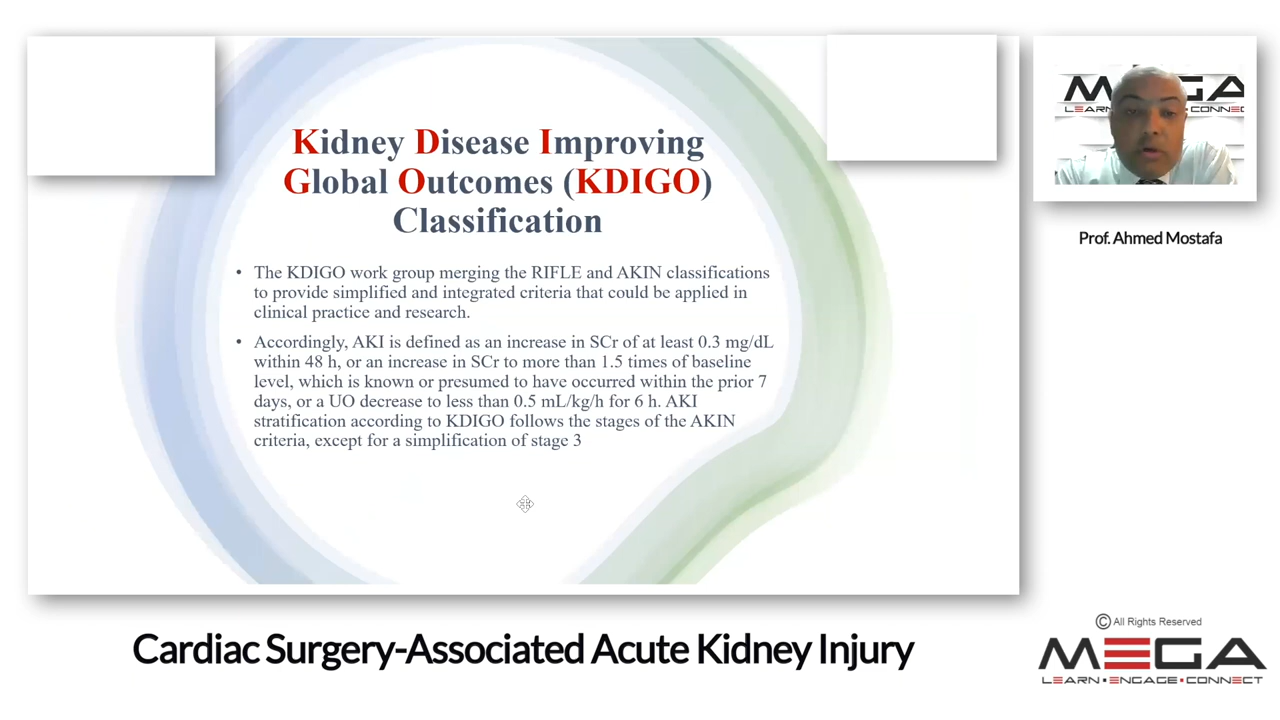 Kidney Disease Improving
Global Outcomes (KDIGO)
Classification
• The KDIGO work group merging the RIFLE and AKIN classifications
to provide simplified and integrated criteria that could be applied in
clinical practice and research.
• Accordingly, AKI is defined as an increase in SCr of at least 0.3 mg/dL
within 48 h, or an increase in SCr to more than 1.5 times of baseline
level, which is known or presumed to have occurred within the prior 7
days, or a UO decrease to less than 0.5 mL/kg/h for 6 h. AKI
stratification according to KDIGO follows the stages of the AKIN
criteria, except for a simplification of stage 3
Prof. Ahmed Mostafa
Cardiac Surgery-Associated Acute Kidney Injury
© All Rights Reserved
MEGA
LEARN • ENGAGE • CONNECT